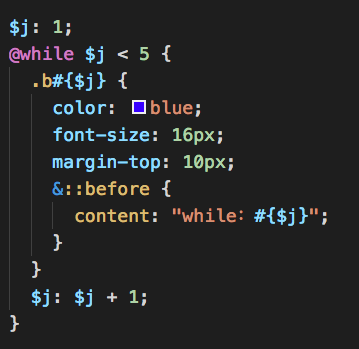 $j: 1;
@while $j < 5 {
  .b#{$j} {
    color: blue;
    font-size: 16px;
    margin-top: 10px;
    &::before {
      content: "while: #{$j}";
    }
  }
  $j: $j + 1;
}